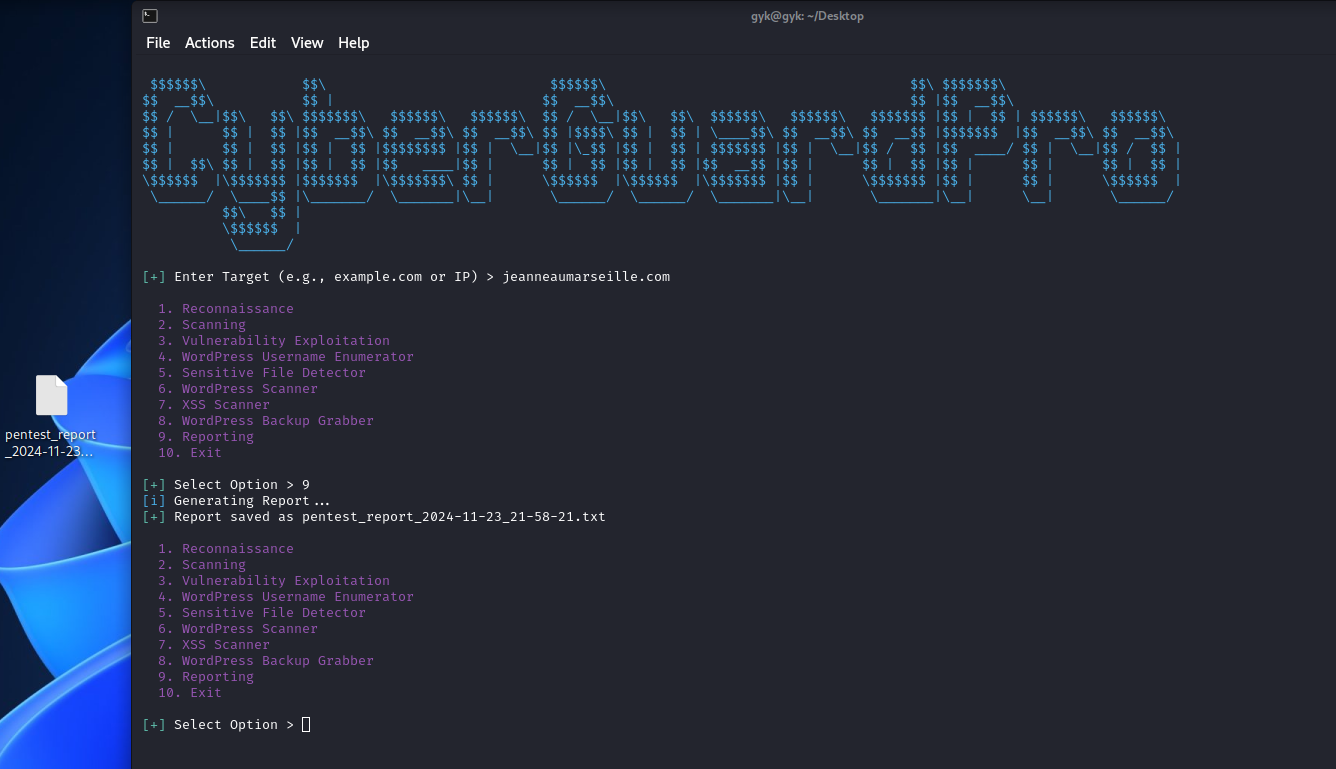 gyk@gyk: ~/Desktop
File Actions Edit View Help
CyberGuardPro
[+] Enter Target (e.g., example.com or IP) > jeanneaumarseille.com
1. Reconnaissance
2. Scanning
3. Vulnerability Exploitation
4. WordPress Username Enumerator
5. Sensitive File Detector
6. WordPress Scanner
7. XSS Scanner
8. WordPress Backup Grabber
9. Reporting
10. Exit
[+] Select Option > 9
[i] Generating Report...
[+] Report saved as pentest_report_2024-11-23_21-58-21.txt
1. Reconnaissance
2. Scanning
3. Vulnerability Exploitation
4. WordPress Username Enumerator
5. Sensitive File Detector
6. WordPress Scanner
7. XSS Scanner
8. WordPress Backup Grabber
9. Reporting
10. Exit
[+] Select Option >
pentest_report
_2024-11-23...